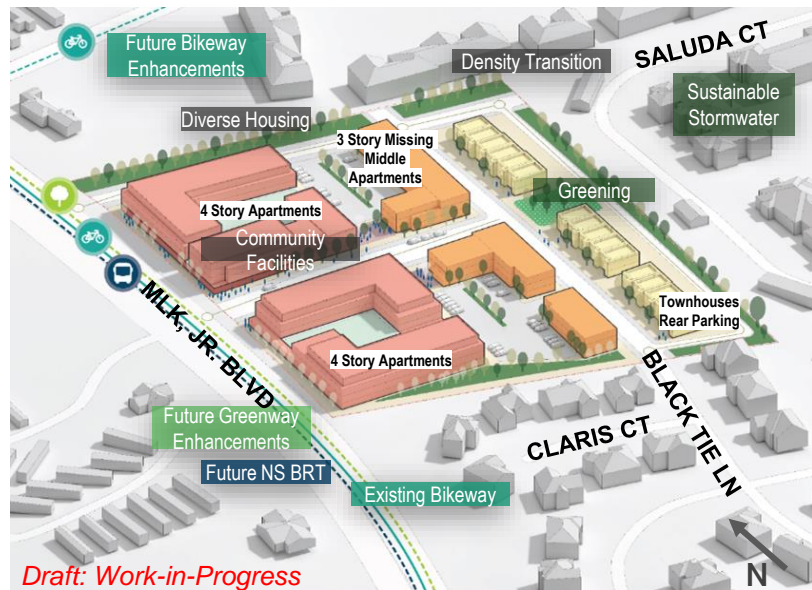 Future Bikeway
Enhancements
Density Transition
SALUDA CT
Sustainable
Stormwater
Diverse Housing
3 Story Missing
Middle
Apartments
Greening
4 Story Apartments
Community
Facilities
Townhouses
Rear Parking
4 Story Apartments
MLK, JR. BLVD
BLACK TIE LN
CLARIS CT
Future Greenway
Enhancements
Future NS BRT
Existing Bikeway
Draft: Work-in-Progress
N